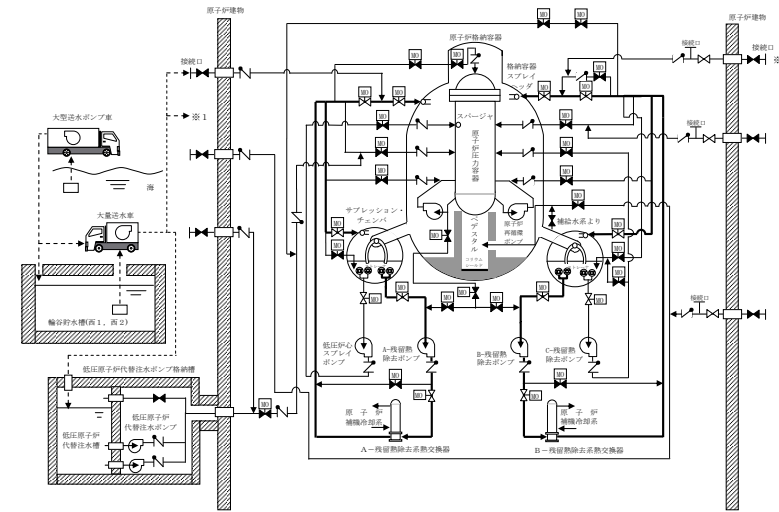 原子炉建物
原子炉建物
原子炉格納容器
接続口
接続口
接続口
※
格納容器
スプレイ
ヘッダ
MO
大型送水ポンプ車
※１
スパージャ
原子炉圧力容器
接続口
海
大量送水車
サプレッション・
チェンバ
ペデスタル
原子炉
再循環
ポンプ
補給水系より
コリウム
シールド
輪谷貯水槽(西１，西２)
接続口
低圧炉心
スプレイ
ポンプ
A-残留熱
除去ポンプ
B-残留熱
除去ポンプ
C-残留熱
除去ポンプ
低圧原子炉代替注水ポンプ格納槽
低圧原子炉
代替注水槽
低圧原子炉
代替注水ポンプ
原子炉
補機冷却系
原子炉
補機冷却系
A－残留熱除去系熱交換器
B－残留熱除去系熱交換器